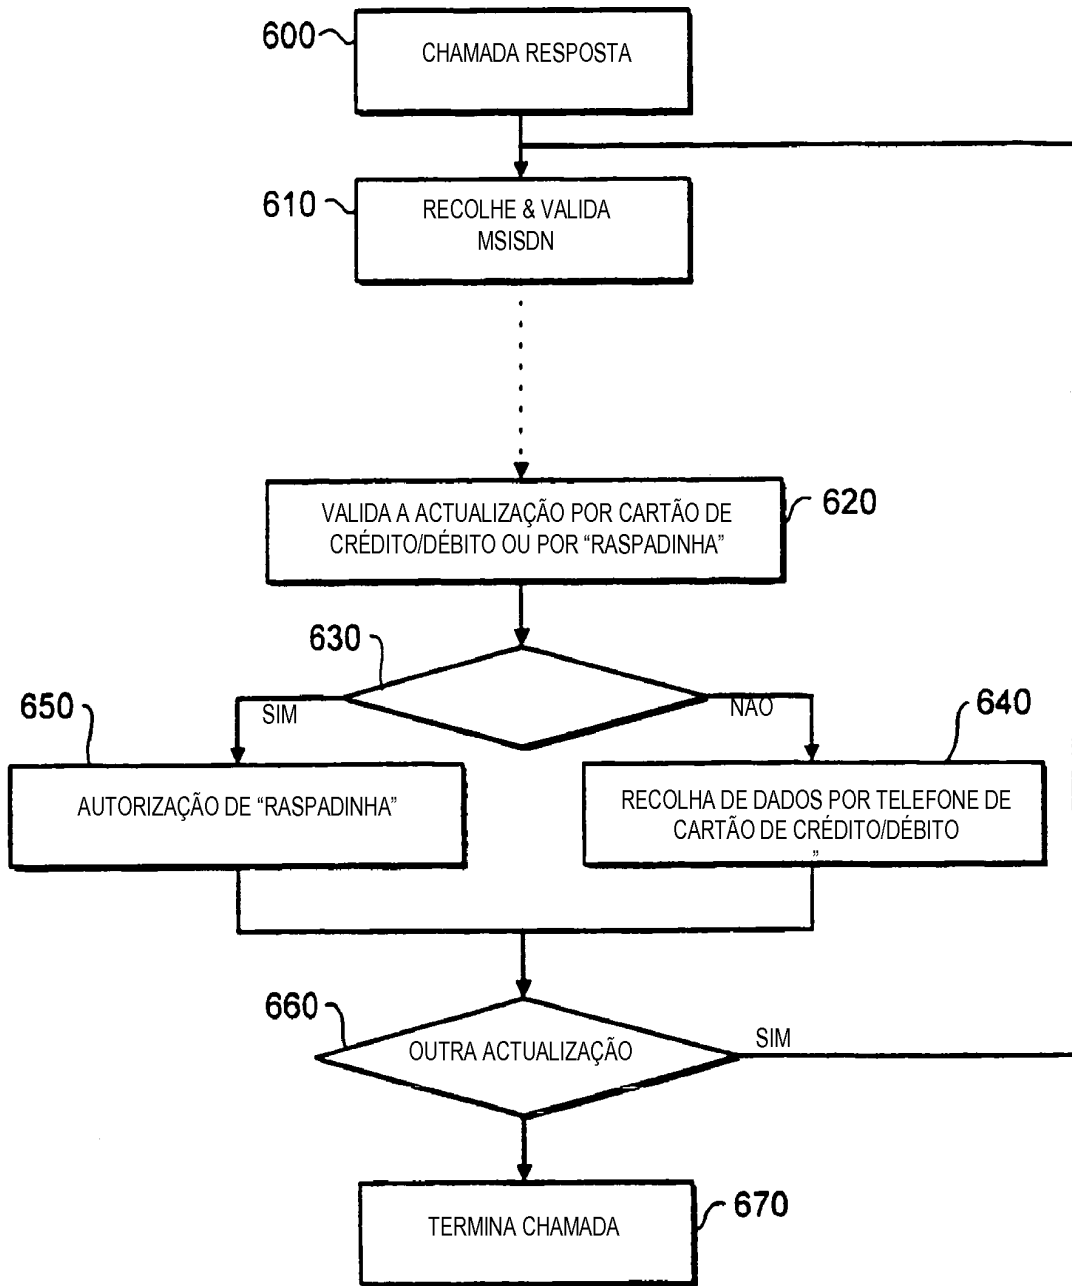 600
CHAMADA RESPOSTA
610
RECOLHE & VALIDA
MSISDN
620
VALIDA A ACTUALIZAÇÃO POR CARTÃO DE
CRÉDITO/DÉBITO OU POR “RASPADINHA”
630
SIM
NÃO
650
AUTORIZAÇÃO DE “RASPADINHA”
640
RECOLHA DE DADOS POR TELEFONE DE
CARTÃO DE CRÉDITO/DÉBITO
”
660
OUTRA ACTUALIZAÇÃO
SIM
670
TERMINA CHAMADA